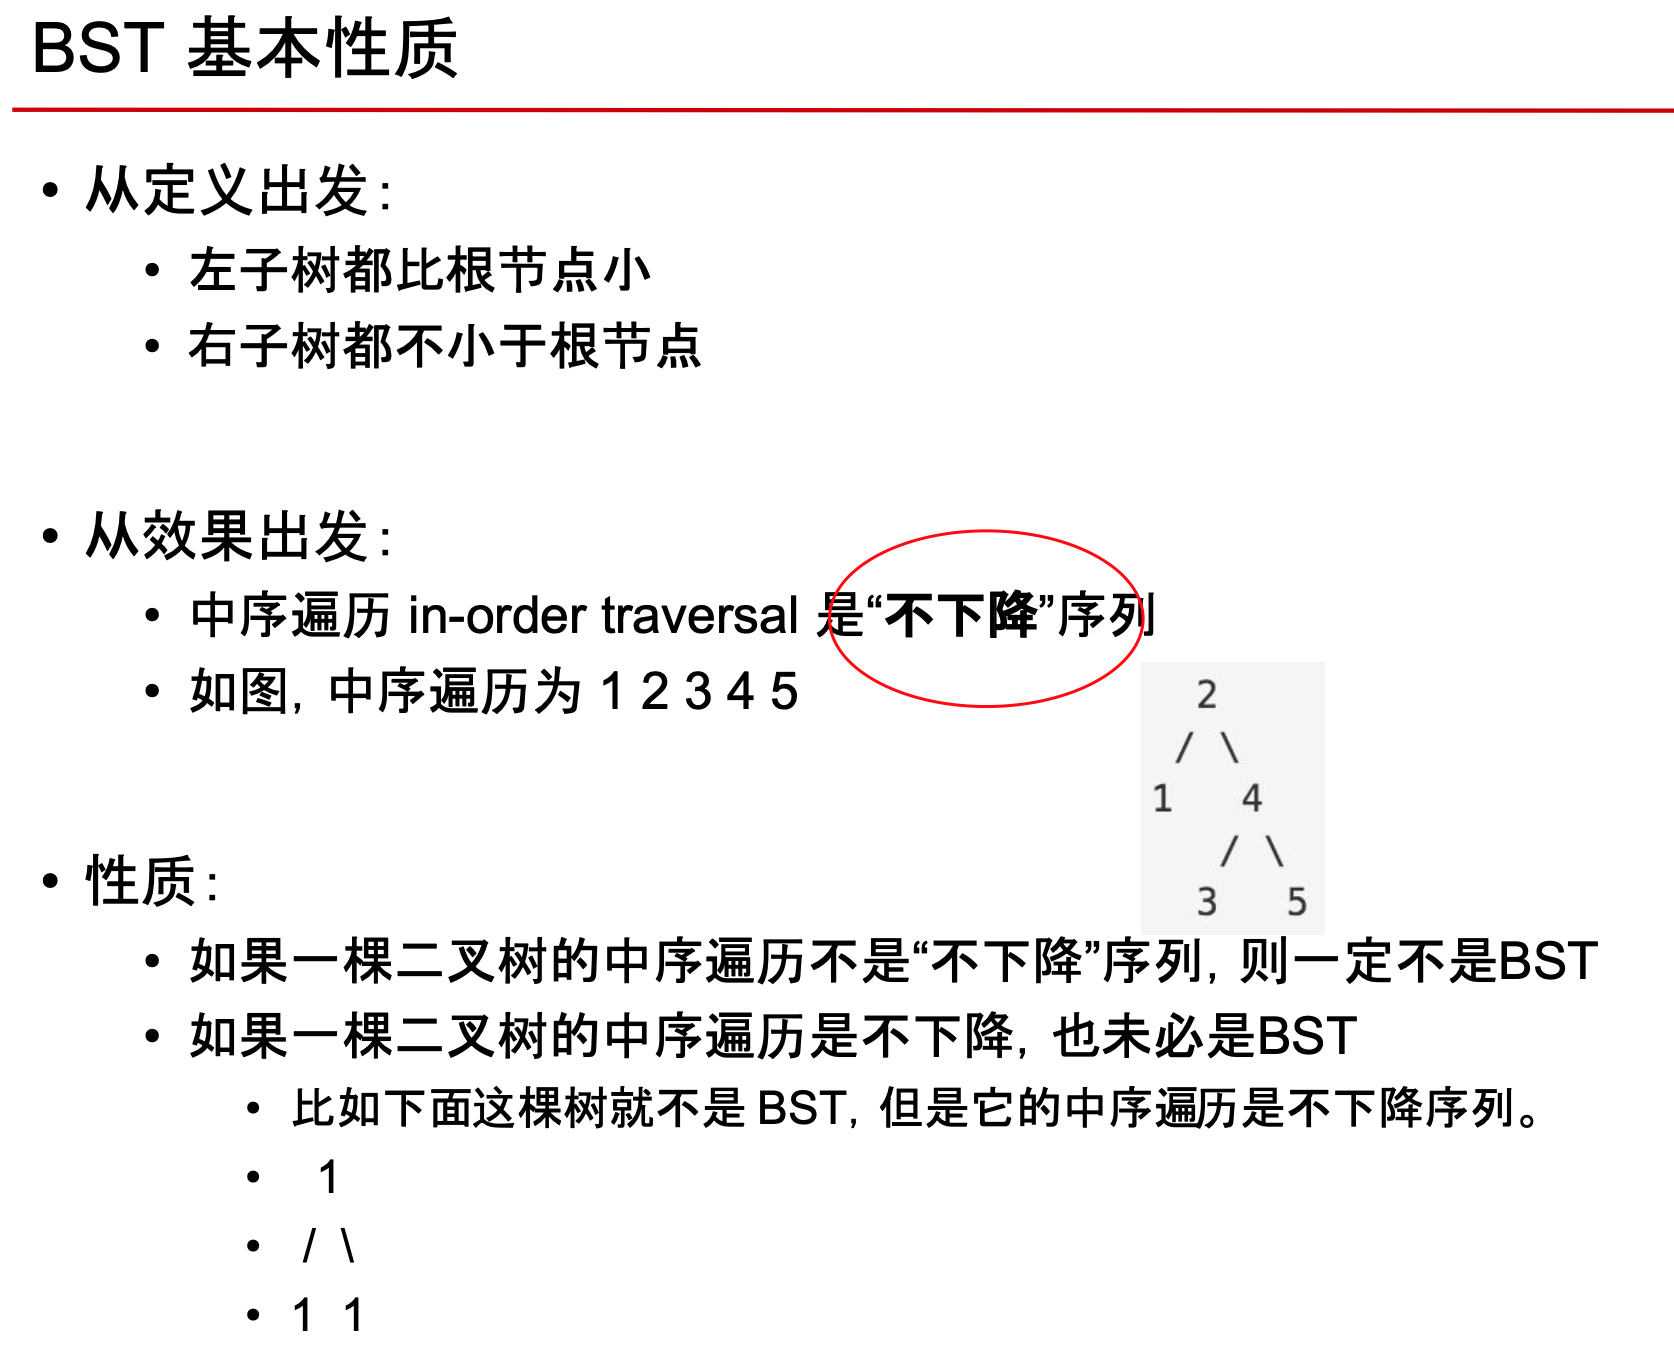 BST 基本性质
• 从定义出发：
• 左子树都比根节点小
• 右子树都不小于根节点
• 从效果出发：
• 中序遍历 in-order traversal 是“不下降”序列
• 如图，中序遍历为 1 2 3 4 5
2
/ \
1 4
/ \
3 5
• 性质：
• 如果一棵二叉树的中序遍历不是“不下降”序列，则一定不是BST
• 如果一棵二叉树的中序遍历是不下降，也未必是BST
• 比如下面这棵树就不是 BST，但是它的中序遍历是不下降序列。
• 1
• / \
• 1 1